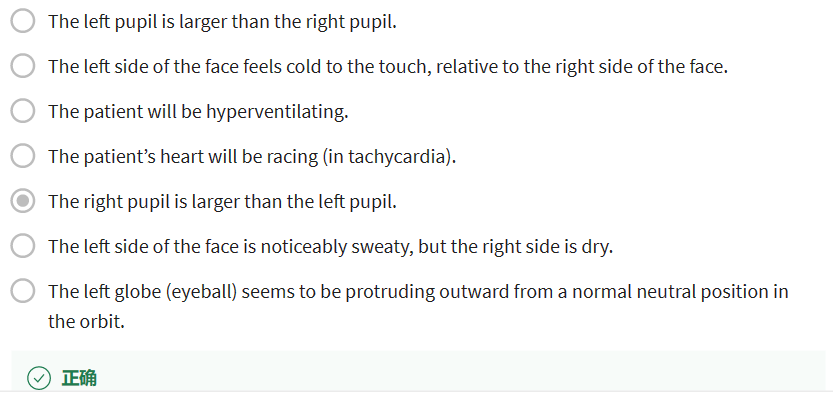 The left pupil is larger than the right pupil.
The left side of the face feels cold to the touch, relative to the right side of the face.
The patient will be hyperventilating.
The patient’s heart will be racing (in tachycardia).
The right pupil is larger than the left pupil.
The left side of the face is noticeably sweaty, but the right side is dry.
The left globe (eyeball) seems to be protruding outward from a normal neutral position in
the orbit.
正确